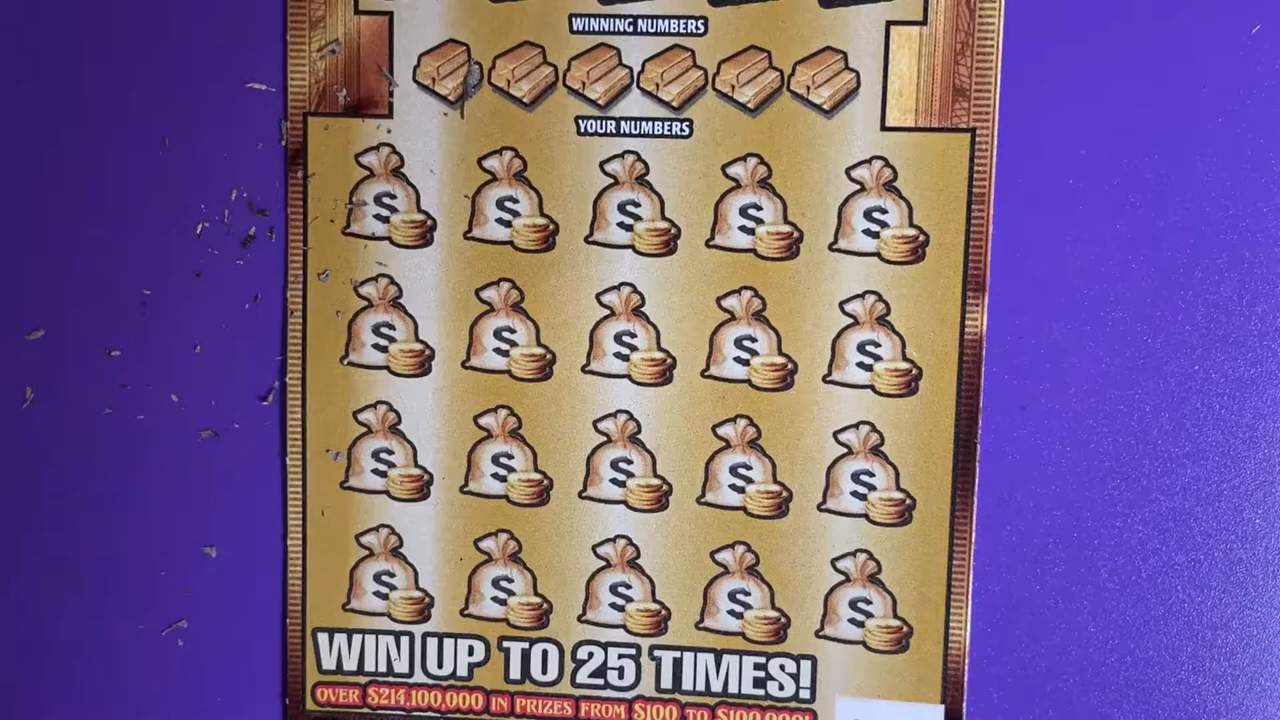 WINNING NUMBERS
YOUR NUMBERS
$ $ $ $ $
$ $ $ $ $
$ $ $ $ $
$ $ $ $ $
WIN UP TO 25 TIMES!
OVER $214,100,000 IN PRIZES FROM $100 TO $100,000!